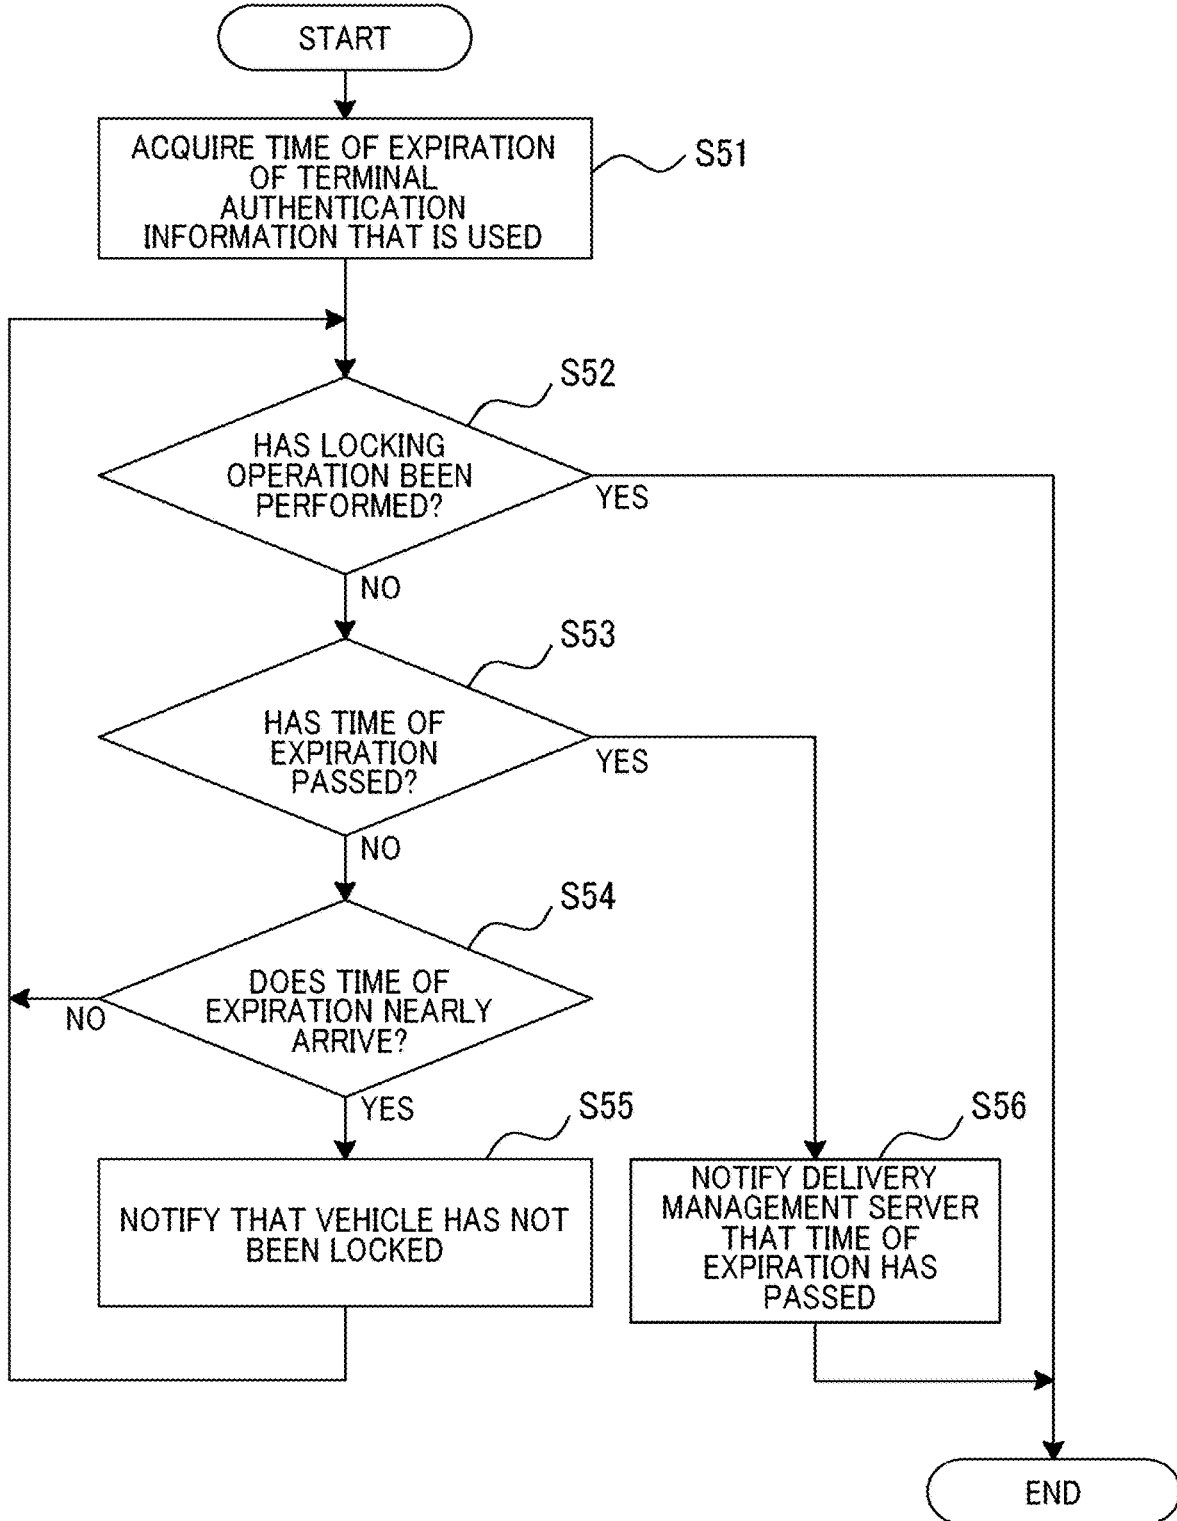 START
ACQUIRE TIME OF EXPIRATION
OF TERMINAL
AUTHENTICATION
INFORMATION THAT IS USED
S51
S52
HAS LOCKING
OPERATION BEEN
PERFORMED?
YES
NO
S53
HAS TIME OF
EXPIRATION
PASSED?
YES
NO
S54
DOES TIME OF
EXPIRATION NEARLY
ARRIVE?
NO
YES
S55
NOTIFY THAT VEHICLE HAS NOT
BEEN LOCKED
S56
NOTIFY DELIVERY
MANAGEMENT SERVER
THAT TIME OF
EXPIRATION HAS
PASSED
END